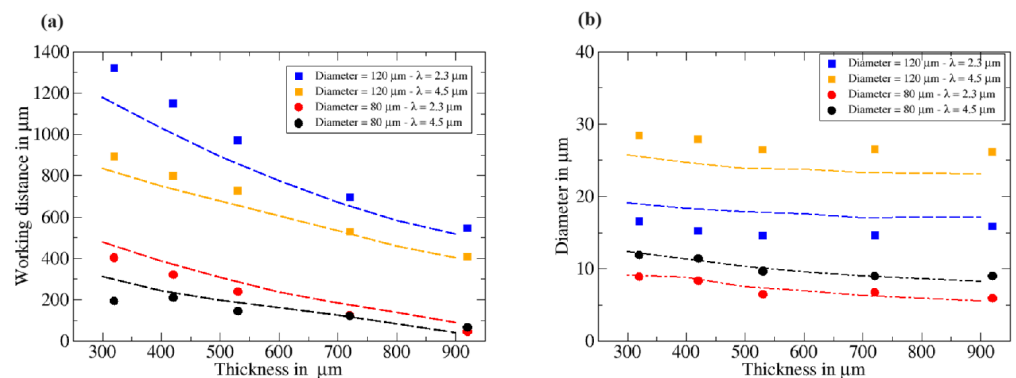 (a)
1400
1200
1000
800
600
400
200
0
Working distance in μm
Diameter = 120 μm - λ = 2.3 μm
Diameter = 120 μm - λ = 4.5 μm
Diameter = 80 μm - λ = 2.3 μm
Diameter = 80 μm - λ = 4.5 μm
300 400 500 600 700 800 900
Thickness in μm
(b)
40
30
20
10
0
Diameter in μm
Diameter = 120 μm - λ = 2.3 μm
Diameter = 120 μm - λ = 4.5 μm
Diameter = 80 μm - λ = 2.3 μm
Diameter = 80 μm - λ = 4.5 μm
300 400 500 600 700 800 900
Thickness in μm